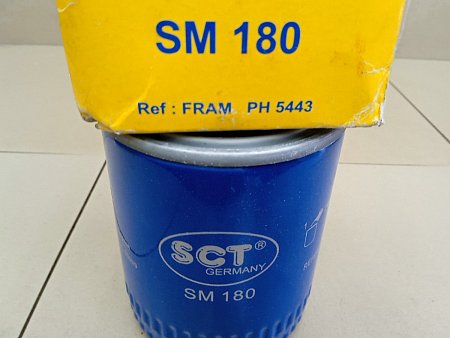 SM 180
Ref : FRAM PH 5443
SCT®
GERMANY
SM 180